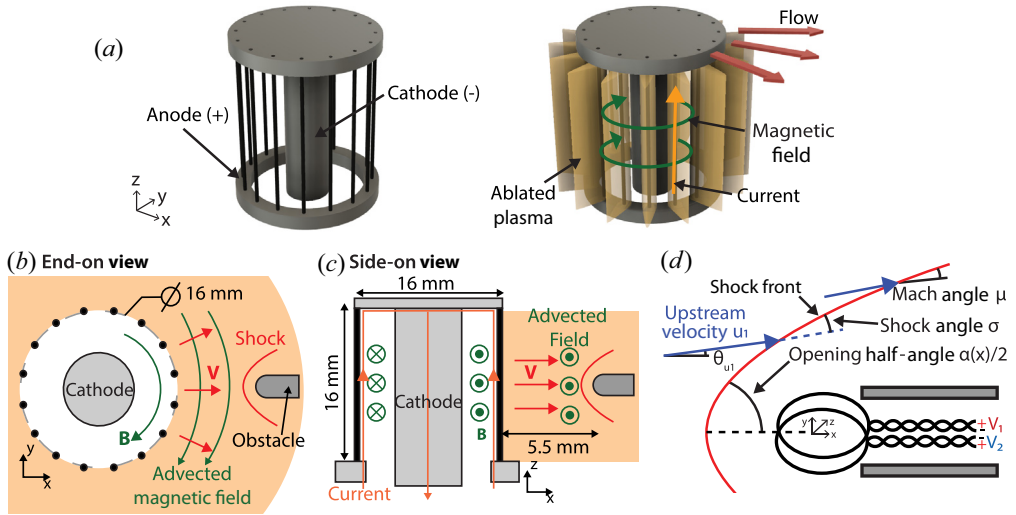 (a)
Anode (+)
Cathode (-)
z
y
x
Flow
Magnetic
field
Ablated
plasma
Current
(b) End-on view
16 mm
Shock
Cathode
V
B
Obstacle
Advected
magnetic field
y
x
(c) Side-on view
16 mm
16 mm
Advected
Field
Cathode
V
B
5.5 mm
Current
z
x
(d)
Shock front
Mach angle μ
Upstream
velocity u1
Shock angle σ
θu1
Opening half-angle α(x)/2
y
z
x
+V1
-
+V2